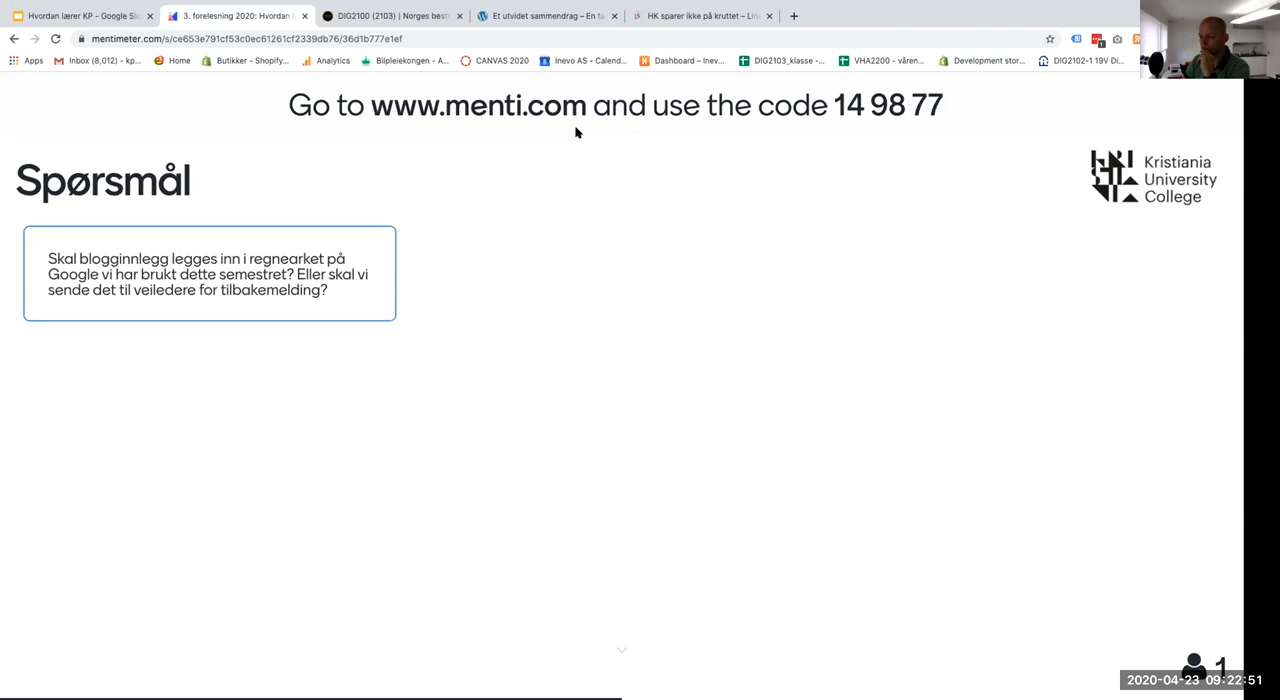 Hvordan lærer KP - Google Sli
3. forelesning 2020: Hvordan l
DIG2100 (2103) | Norges best
Et utvidet sammendrag – En fa
HK sparer ikke på kruttet – Lin
mentimeter.com/s/ce653e791cf53c0ec61261cf2339db76/36d1b777e1ef
Apps
Inbox (8,012) - kp...
Home
Butikker - Shopify...
Analytics
Bilpleiekongen - A...
CANVAS 2020
Inevo AS - Calend...
Dashboard – Inev...
DIG2103_klasse -...
VHA2200 - våren...
Development stor...
DIG2102-1 19V Di...
Go to www.menti.com and use the code 14 98 77
Spørsmål
Kristiania
University
College
Skal blogginnlegg legges inn i regnearket på
Google vi har brukt dette semestret? Eller skal vi
sende det til veiledere for tilbakemelding?
1
2020-04-23 09:22:51